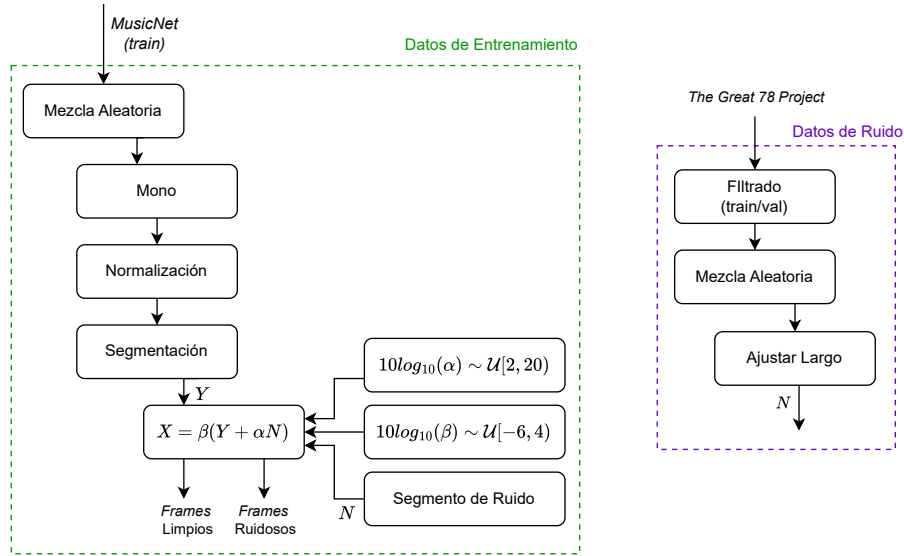 MusicNet
(train)
Datos de Entrenamiento
Mezcla Aleatoria
Mono
Normalización
Segmentación
Y
X = β(Y + αN)
10log₁₀(α) ∼ 𝒰[2, 20)
10log₁₀(β) ∼ 𝒰[−6, 4)
Segmento de Ruido
N
Frames
Limpios
Frames
Ruidosos
The Great 78 Project
Datos de Ruido
FIltrado
(train/val)
Mezcla Aleatoria
Ajustar Largo
N